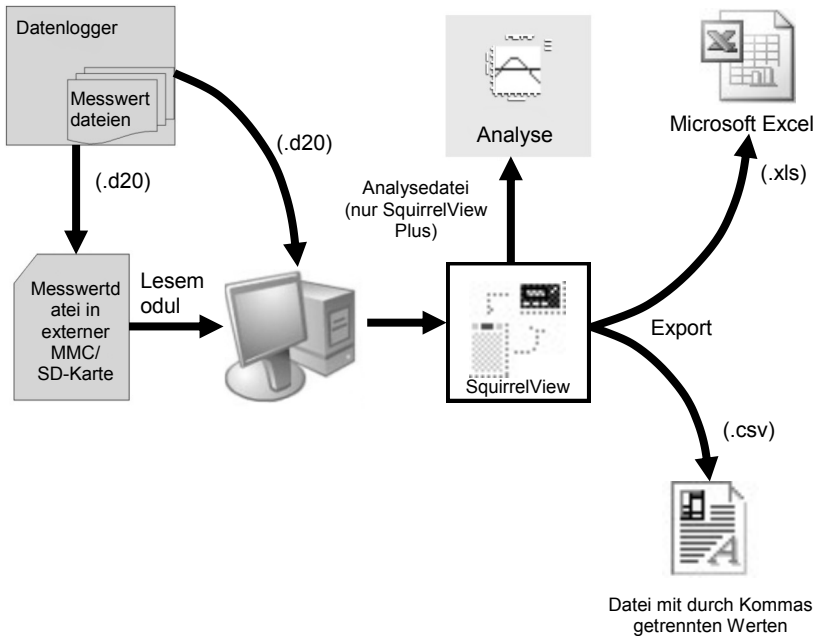 Datenlogger
Messwert
dateien
(.d20)
(.d20)
Messwertd
atei in
externer
MMC/
SD-Karte
Lesem
odul
Analyse
Analysedatei
(nur SquirrelView
Plus)
SquirrelView
Microsoft Excel
(.xls)
Export
(.csv)
Datei mit durch Kommas
getrennten Werten